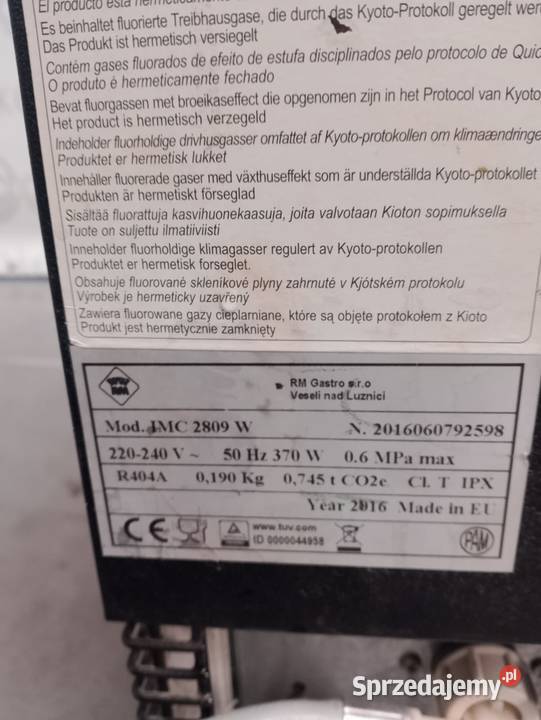 El producto está
Es beinhaltet fluorierte Treibhausgase, die durch das Kyoto-Protokoll geregelt
Das Produkt ist hermetisch versiegelt
Contém gases fluorados de efeito de estufa disciplinados pelo protocolo de
O produto é hermeticamente fechado
Bevat fluorgassen met broeikaseffect die opgenomen zijn in het Protocol van Kyoto
Het product is hermetisch verzegeld
Indeholder fluorholdige drivhusgasser omfattet af Kyoto-protokollen om klimaændringe
Produktet er hermetisk lukket
Innehåller fluorerade gaser med växthuseffekt som är underställda Kyoto-protokollet
Produkten är hermetiskt förseglad
Sisältää fluorattuja kasvihuonekaasuja, joita valvotaan Kioton sopimuksella
Tuote on suljettu ilmatiiviisti
Inneholder fluorholdige klimagasser regulert av Kyoto-protokollen
Produktet er hermetisk forseglet.
Obsahuje fluorované skleníkové plyny zahrnuté v Kjótském protokolu
Výrobek je hermeticky uzavřený
Zawiera fluorowane gazy cieplarniane, które są objęte protokołem z Kioto
Produkt jest hermetycznie zamknięty
RM Gastro s.r.o
Veseli nad Luznici
Mod. IMC 2809 W N. 2016060792598
220-240 V ~ 50 Hz 370 W 0.6 MPa max
R404A 0,190 Kg 0,745 t CO2e Cl. T IPX
Year 2016 Made in EU
CE www.tuv.com
ID 0000044958
Sprzedajemy.pl